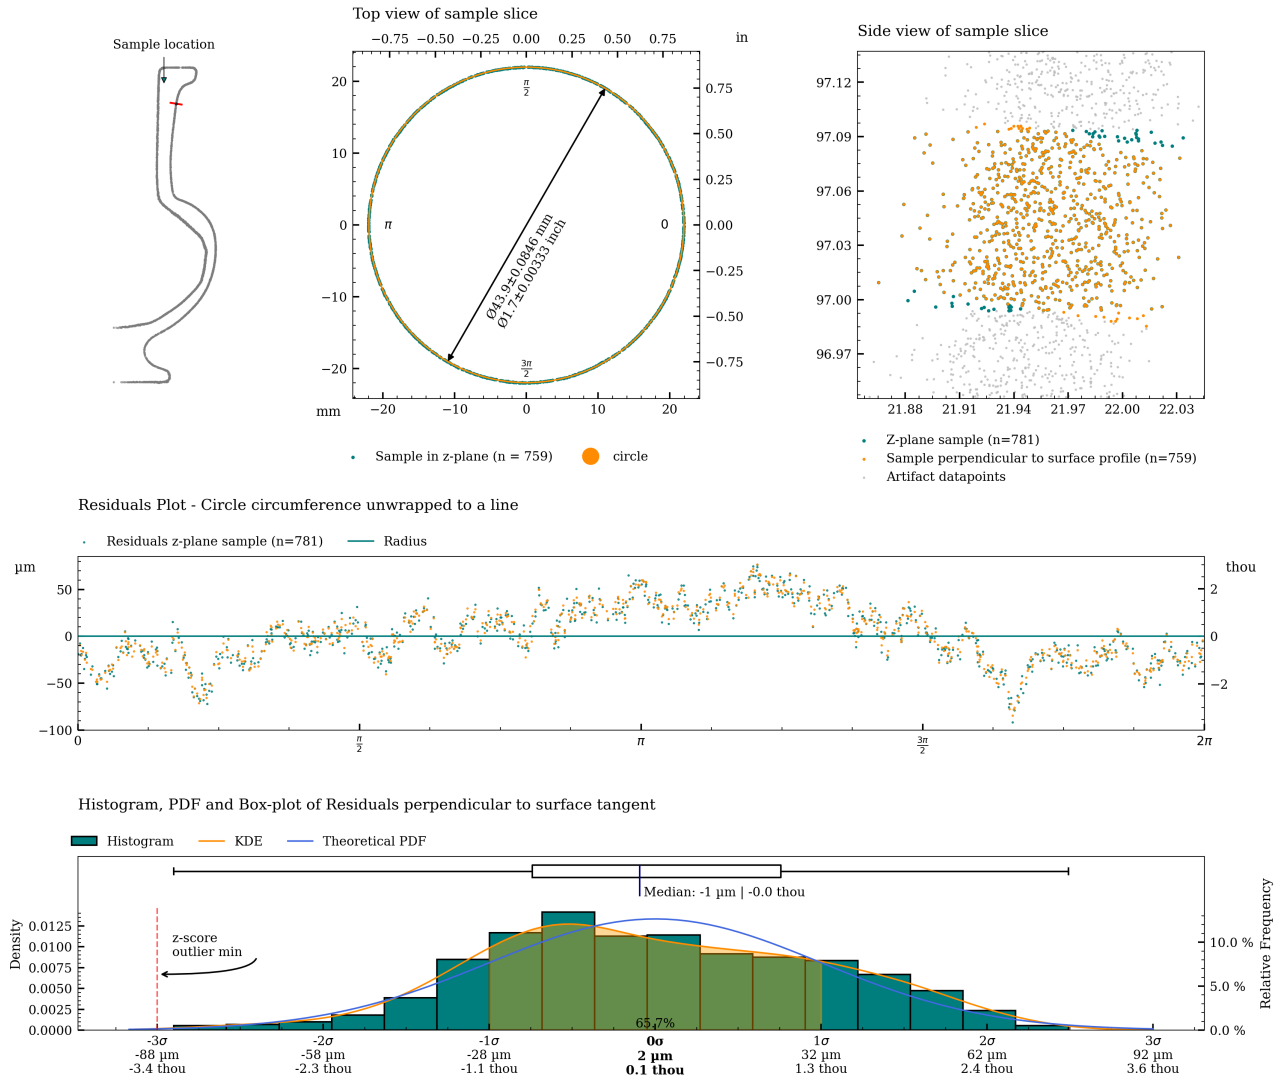 Sample location
Top view of sample slice
−0.75 −0.50 −0.25 0.00 0.25 0.50 0.75
in
20
10
0
−10
−20
mm
−20 −10 0 10 20
0.75
0.50
0.25
0.00
−0.25
−0.50
−0.75
π/2
π
0
3π/2
Ø43.9±0.0846 mm
Ø1.7±0.00333 inch
Sample in z-plane (n = 759)
circle
Side view of sample slice
97.12
97.09
97.06
97.03
97.00
96.97
21.88 21.91 21.94 21.97 22.00 22.03
Z-plane sample (n=781)
Sample perpendicular to surface profile (n=759)
Artifact datapoints
Residuals Plot - Circle circumference unwrapped to a line
Residuals z-plane sample (n=781)
Radius
µm
thou
50
0
−50
−100
2
0
−2
0 π/2 π 3π/2 2π
Histogram, PDF and Box-plot of Residuals perpendicular to surface tangent
Histogram
KDE
Theoretical PDF
Median: -1 µm | -0.0 thou
z-score
outlier min
Density
0.0125
0.0100
0.0075
0.0050
0.0025
0.0000
Relative Frequency
10.0 %
5.0 %
0.0 %
65.7%
-3σ -2σ -1σ 0σ 1σ 2σ 3σ
-88 µm -58 µm -28 µm 2 µm 32 µm 62 µm 92 µm
-3.4 thou -2.3 thou -1.1 thou 0.1 thou 1.3 thou 2.4 thou 3.6 thou